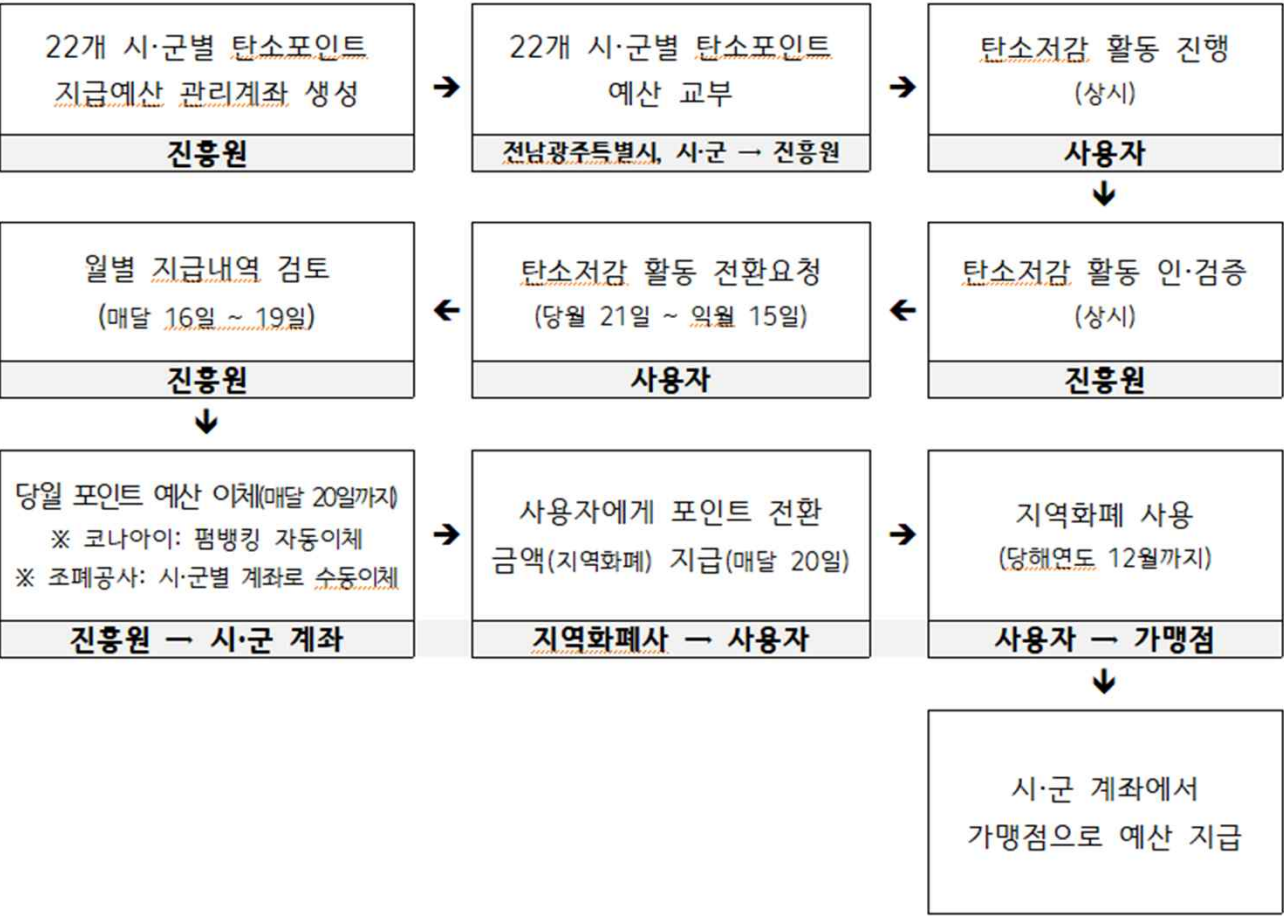 22개 시·군별 탄소포인트
지급예산 관리계좌 생성
진흥원
➔
22개 시·군별 탄소포인트
예산 교부
전남광주특별시, 시·군 → 진흥원
➔
탄소저감 활동 진행
(상시)
사용자
탄소저감 활동 인·검증
(상시)
진흥원
탄소저감 활동 전환요청
(당월 21일 ~ 익월 15일)
사용자
월별 지급내역 검토
(매달 16일 ~ 19일)
진흥원
당월 포인트 예산 이체(매달 20일까지)
※ 코나아이: 펌뱅킹 자동이체
※ 조폐공사: 시·군별 계좌로 수동이체
진흥원 → 시·군 계좌
사용자에게 포인트 전환
금액(지역화폐) 지급(매달 20일)
지역화폐사 → 사용자
지역화폐 사용
(당해연도 12월까지)
사용자 → 가맹점
시·군 계좌에서
가맹점으로 예산 지급